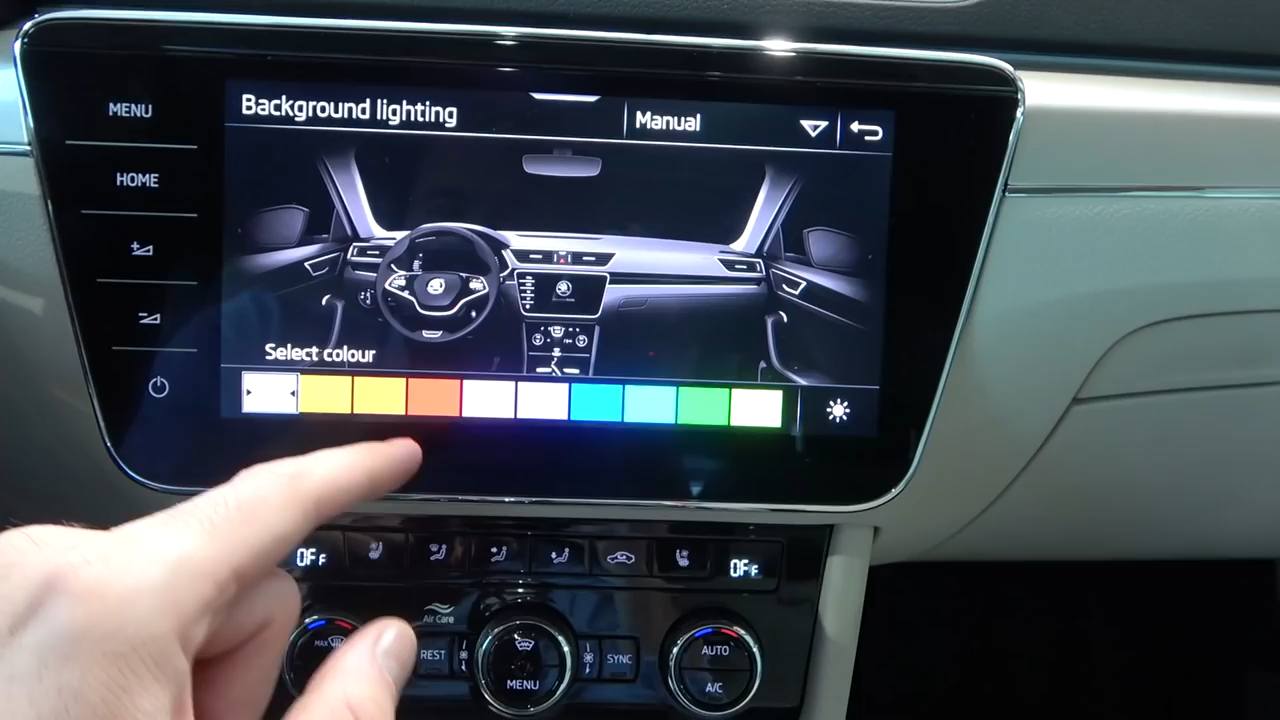 MENU
Background lighting
Manual
HOME
Select colour
OFF
OFF
Air Care
MAX
REST
MENU
SYNC
AUTO
A/C